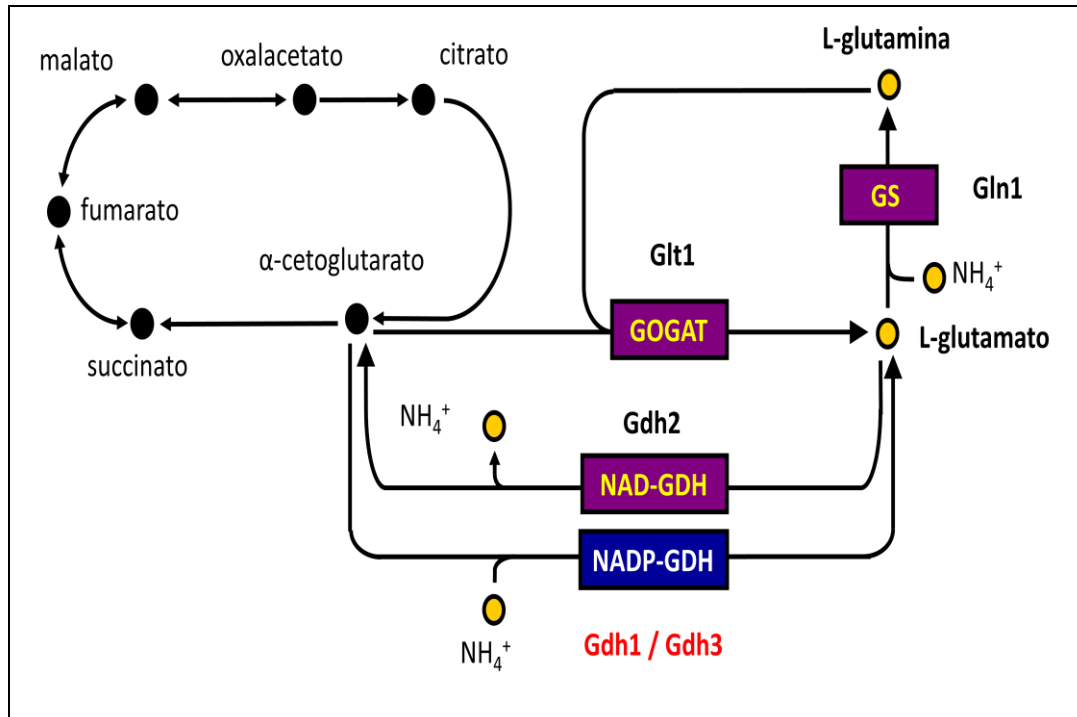 L-glutamina
malato
oxalacetato
citrato
GS
Gln1
fumarato
α-cetoglutarato
Glt1
NH₄⁺
GOGAT
L-glutamato
succinato
NH₄⁺
Gdh2
NAD-GDH
NADP-GDH
NH₄⁺
Gdh1 / Gdh3